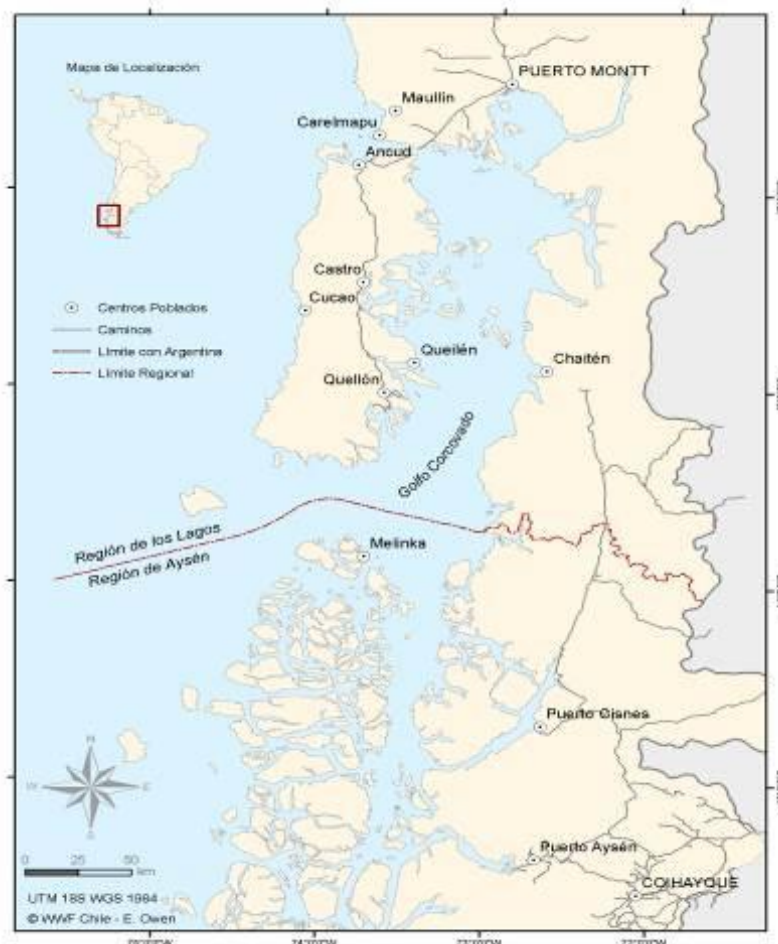 Mapa de Localización
PUERTO MONTT
Maullín
Carelmapu
Ancud
Castro
Cucao
Centros Poblados
Caminos
Límite con Argentina
Límite Regional
Queilén
Chaitén
Quellón
Golfo Corcovado
Región de los Lagos
Región de Aysén
Melinka
Puerto Cisnes
N
W
E
S
Puerto Aysén
0 25 50
km
COIHAYQUE
UTM 18S WGS 1984
© WWF Chile - E. Owen